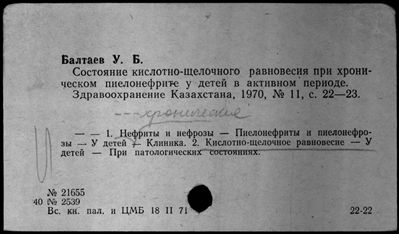 Балтаев У. Б.
Состояние кислотно-щелочного равновесия при хрони-
ческом пиелонефрите у детей в активном периоде.
Здравоохранение Казахстана, 1970, № 11, с. 22—23.
хронические
— — 1. Нефриты и нефрозы — Пиелонефриты и пиелонефро-
зы — У детей — Клиника. 2. Кислотно-щелочное равновесие — У
детей — При патологических состояниях.
№ 21655
40 № 2539
Вс. кн. пал. и ЦМБ 18 II 71
22-22